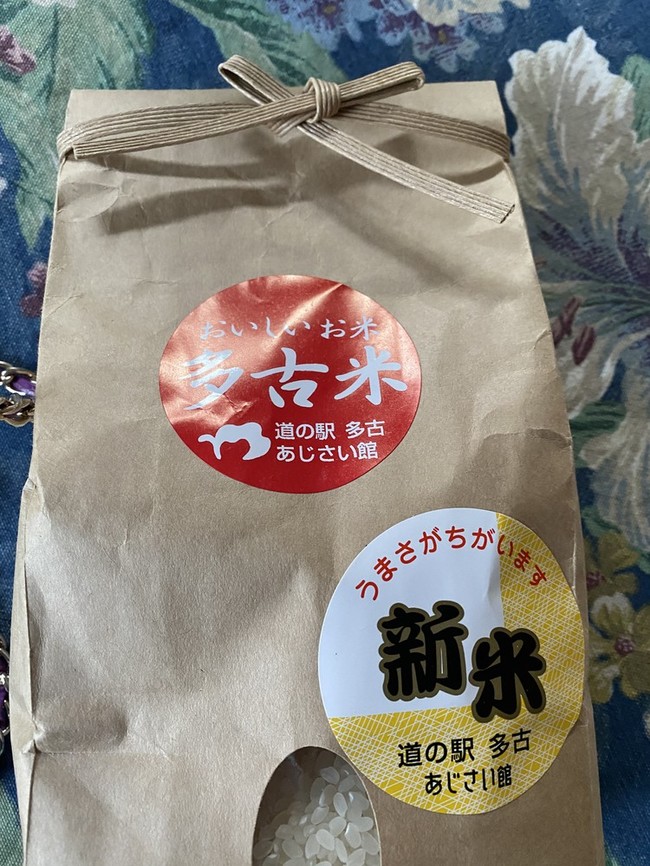 おいしいお米
多古米
道の駅 多古
あじさい館
うまさがちがいます
新米
道の駅 多古
あじさい館